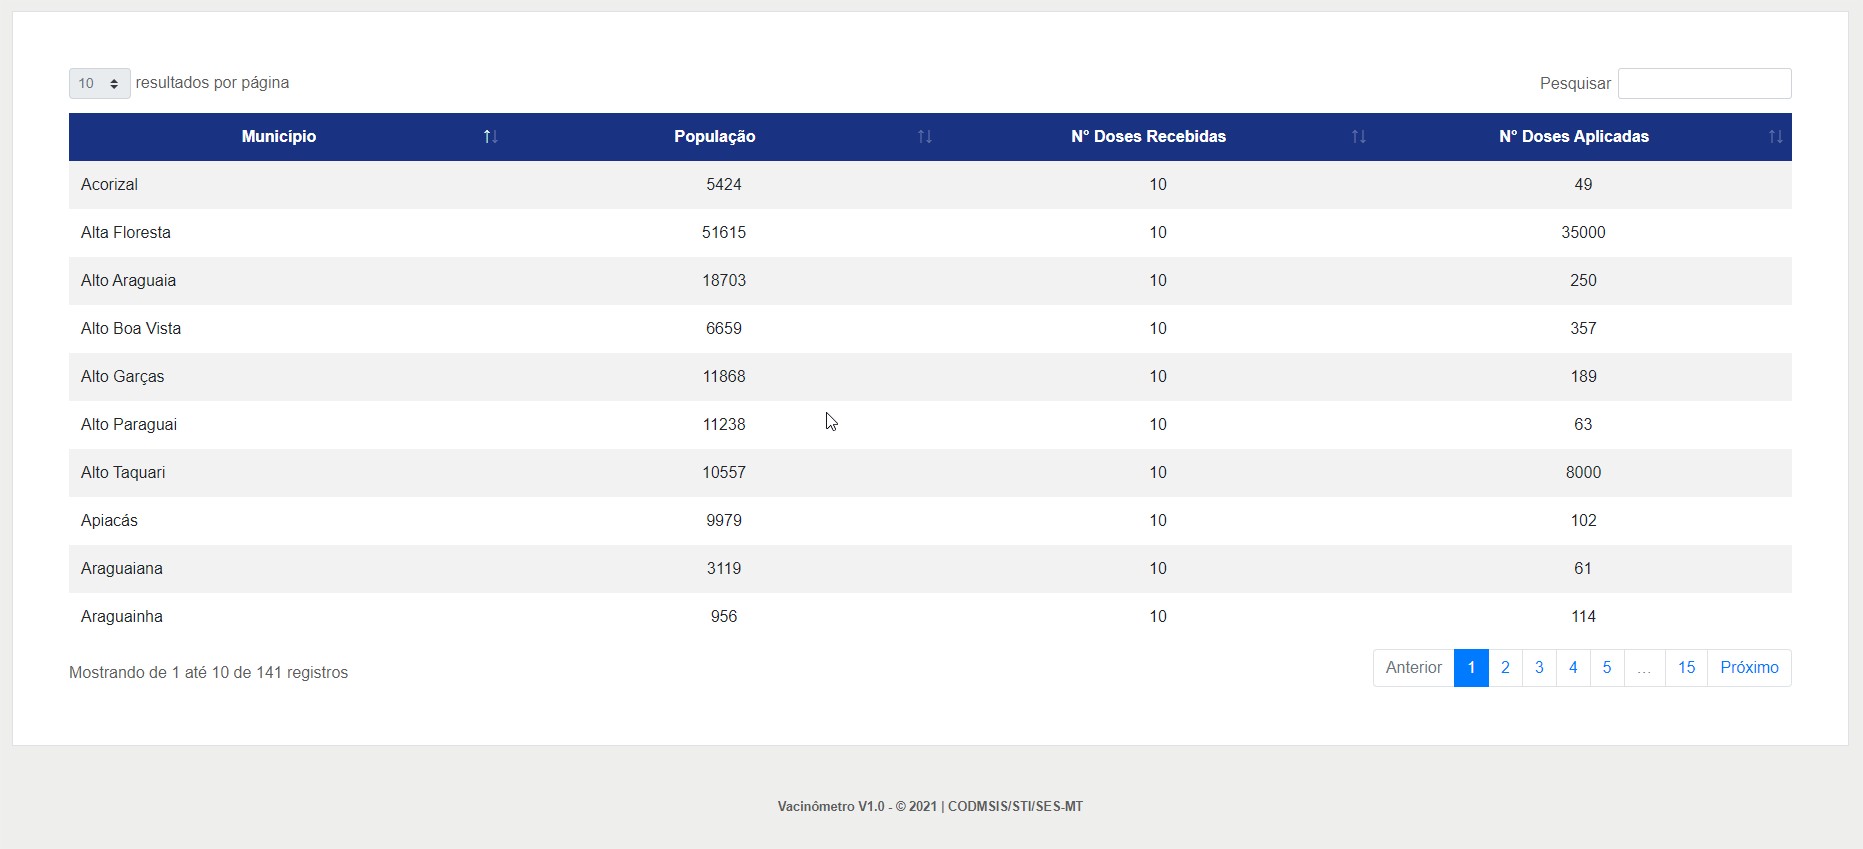 10 resultados por página Pesquisar
Município População N° Doses Recebidas N° Doses Aplicadas
Acorizal 5424 10 49
Alta Floresta 51615 10 35000
Alto Araguaia 18703 10 250
Alto Boa Vista 6659 10 357
Alto Garças 11868 10 189
Alto Paraguai 11238 10 63
Alto Taquari 10557 10 8000
Apiacás 9979 10 102
Araguaiana 3119 10 61
Araguainha 956 10 114
Mostrando de 1 até 10 de 141 registros Anterior 1 2 3 4 5 … 15 Próximo
Vacinômetro V1.0 - © 2021 | CODMSIS/STI/SES-MT